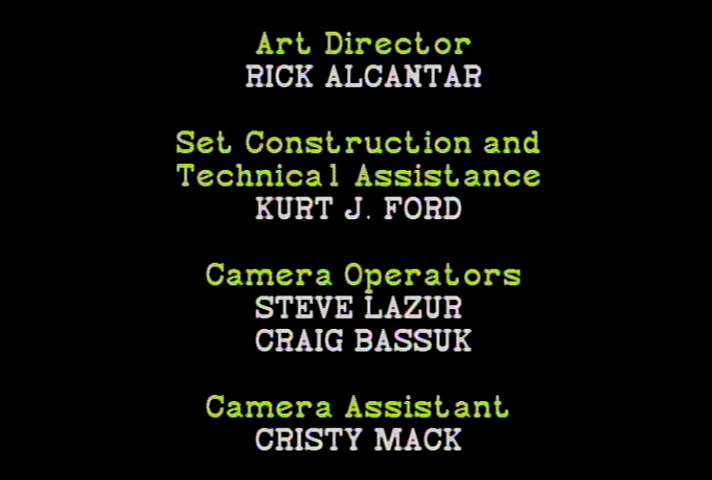 Art Director
RICK ALCANTAR
Set Construction and
Technical Assistance
KURT J. FORD
Camera Operators
STEVE LAZUR
CRAIG BASSUK
Camera Assistant
CRISTY MACK